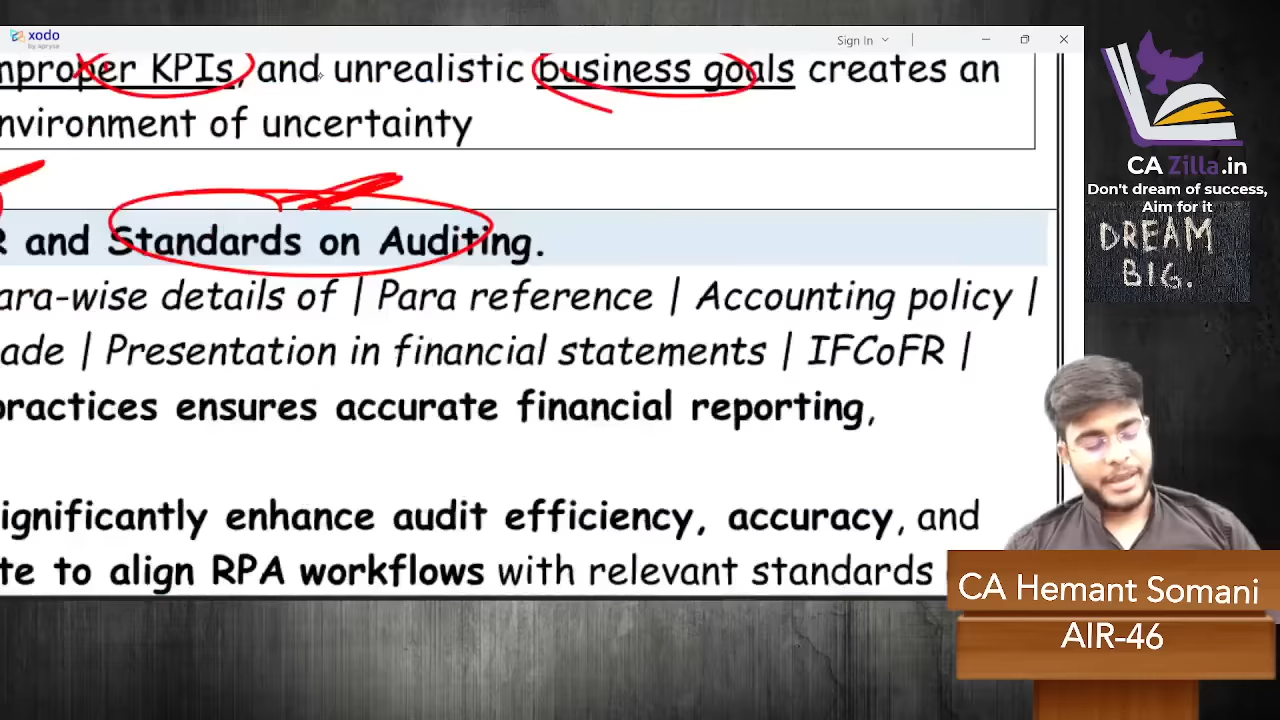 xodo
by Apryse
Sign In
mproper KPIs, and unrealistic business goals creates an
nvironment of uncertainty
R and Standards on Auditing.
ara-wise details of | Para reference | Accounting policy |
ade | Presentation in financial statements | IFCoFR |
practices ensures accurate financial reporting,
ignificantly enhance audit efficiency, accuracy, and
te to align RPA workflows with relevant standards
CA Zilla.in
Don't dream of success,
Aim for it
DREAM
BIG.
CA Hemant Somani
AIR-46